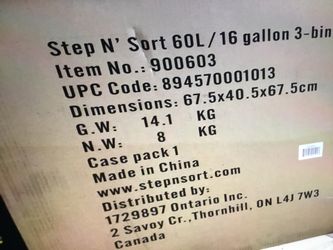 Step N' Sort 60L/16 gallon 3-bin
Item No.: 900603
UPC Code: 894570001013
Dimensions: 67.5x40.5x67.5cm
G.W: 14.1 KG
N.W: 8 KG
Case pack 1
Made in China
www.stepnsort.com
Distributed by:
1729897 Ontario Inc.
2 Savoy Cr.,Thornhill, ON L4J 7W3
Canada